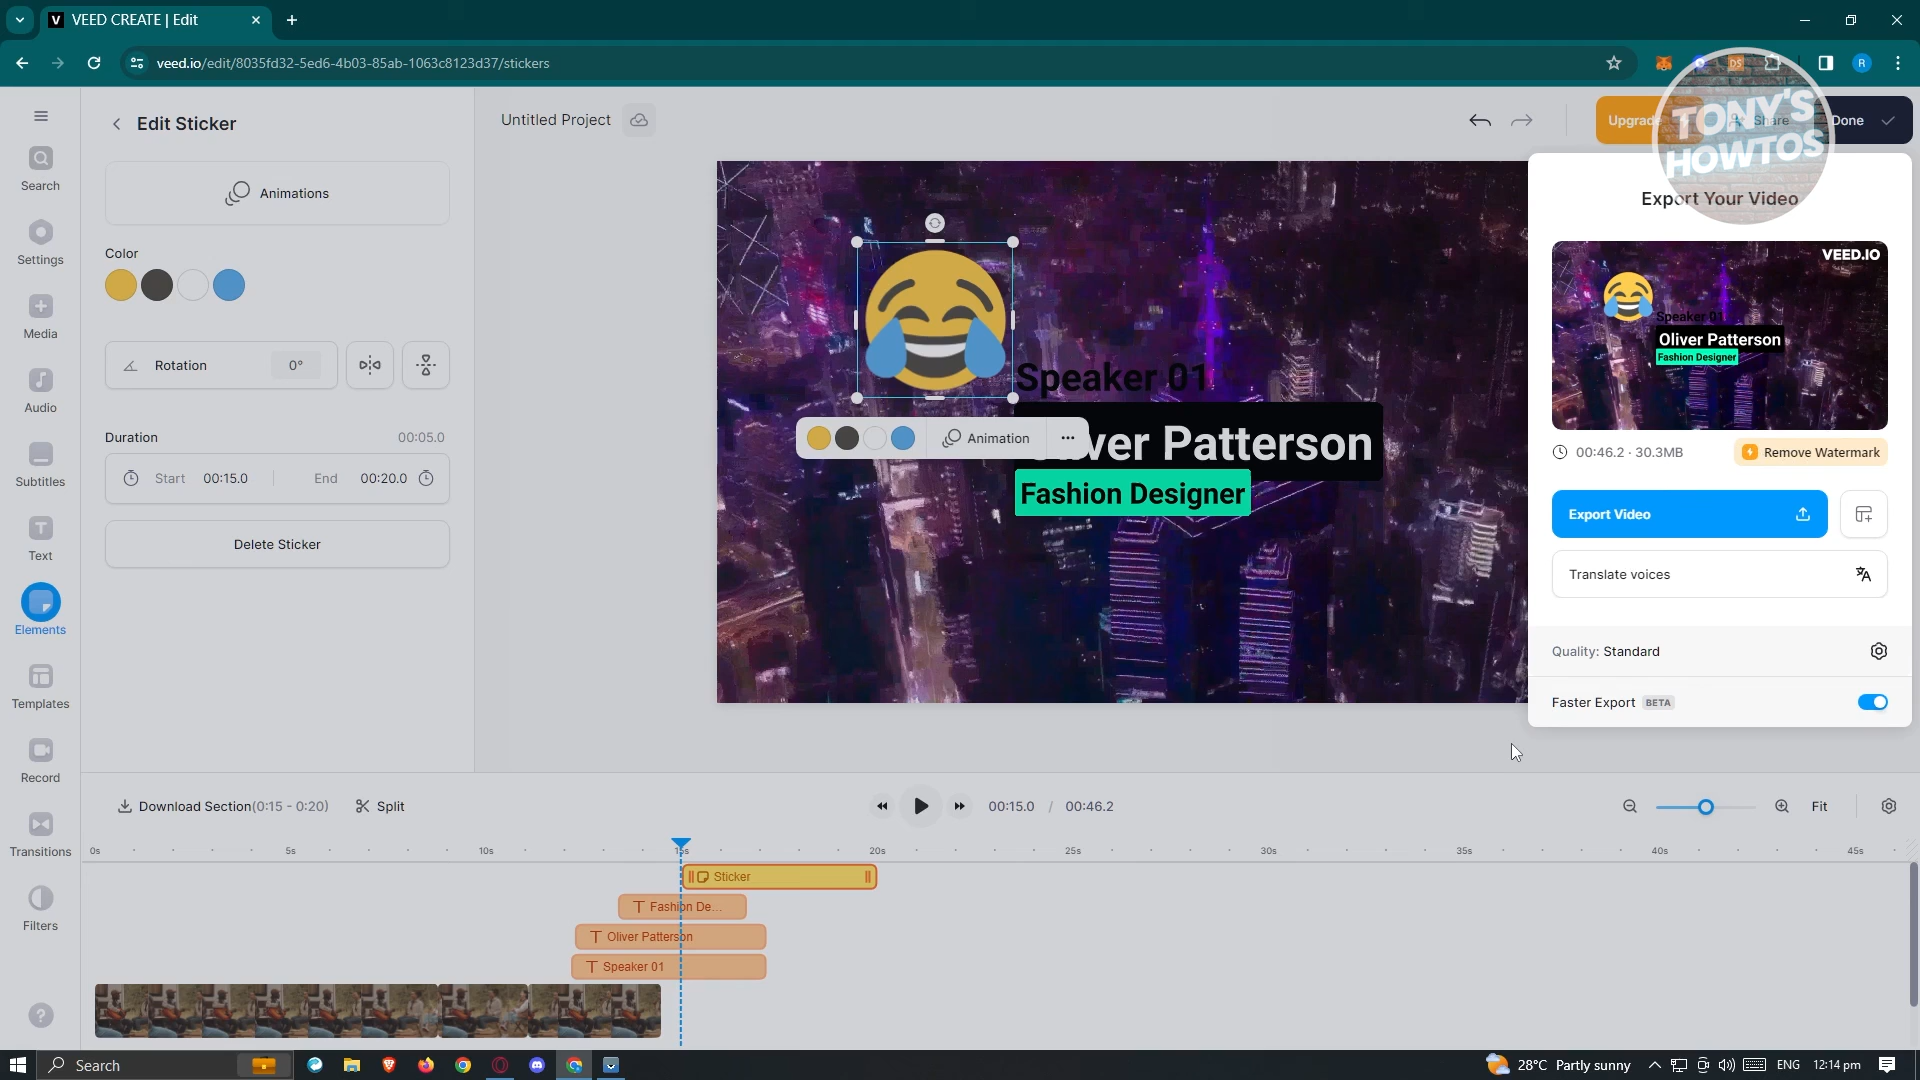 VEED CREATE | Edit
veed.io/edit/8035fd32-5ed6-4b03-85ab-1063c8123d37/stickers
R
DS
Edit Sticker
Untitled Project
Upgrade
Share
Done
TONY'S
HOWTOS
Search
Settings
Media
Audio
Subtitles
Text
Elements
Templates
Record
Transitions
Filters
Animations
Color
Rotation 0°
Duration 00:05.0
Start 00:15.0 End 00:20.0
Delete Sticker
Speaker 01
ver Patterson
Fashion Designer
Animation
Export Your Video
VEED.IO
Speaker 01
Oliver Patterson
Fashion Designer
00:46.2 · 30.3MB
Remove Watermark
Export Video
Translate voices
Quality: Standard
Faster Export BETA
Download Section(0:15 - 0:20)
Split
00:15.0 / 00:46.2
Fit
0s 5s 10s 15s 20s 25s 30s 35s 40s 45s
Sticker
Fashion De...
Oliver Patterson
Speaker 01
Search
28°C Partly sunny
ENG
12:14 pm